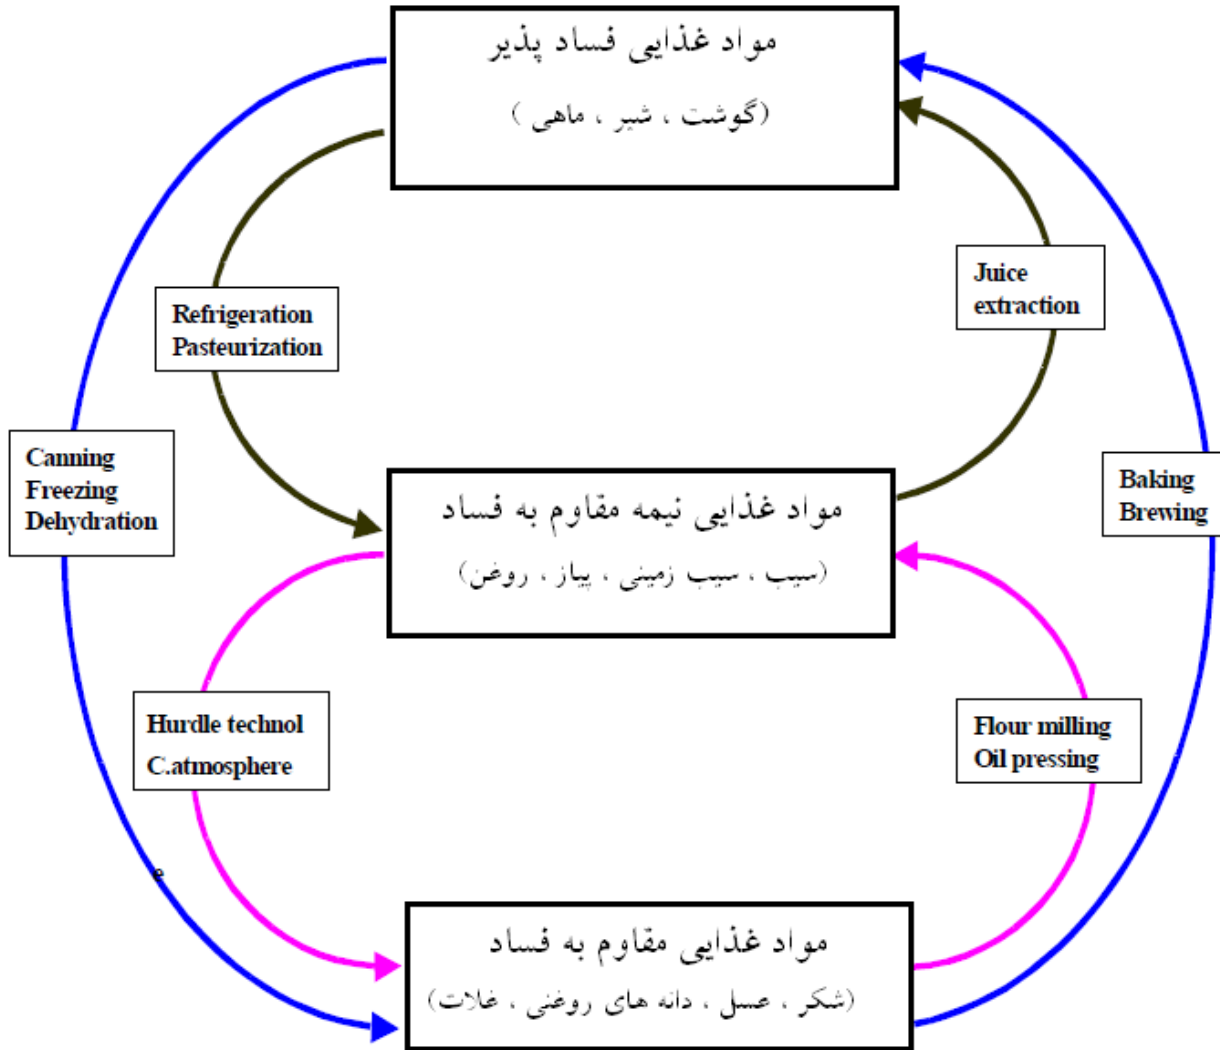 مواد غذایی فساد پذیر
(گوشت ، شیر ، ماهی )
Juice
extraction
Refrigeration
Pasteurization
Canning
Freezing
Dehydration
Baking
Brewing
مواد غذایی نیمه مقاوم به فساد
(سیب ، سیب زمینی ، پیاز ، روغن)
Hurdle technol
C.atmosphere
Flour milling
Oil pressing
مواد غذایی مقاوم به فساد
(شکر ، عسل ، دانه های روغنی ، غلات)